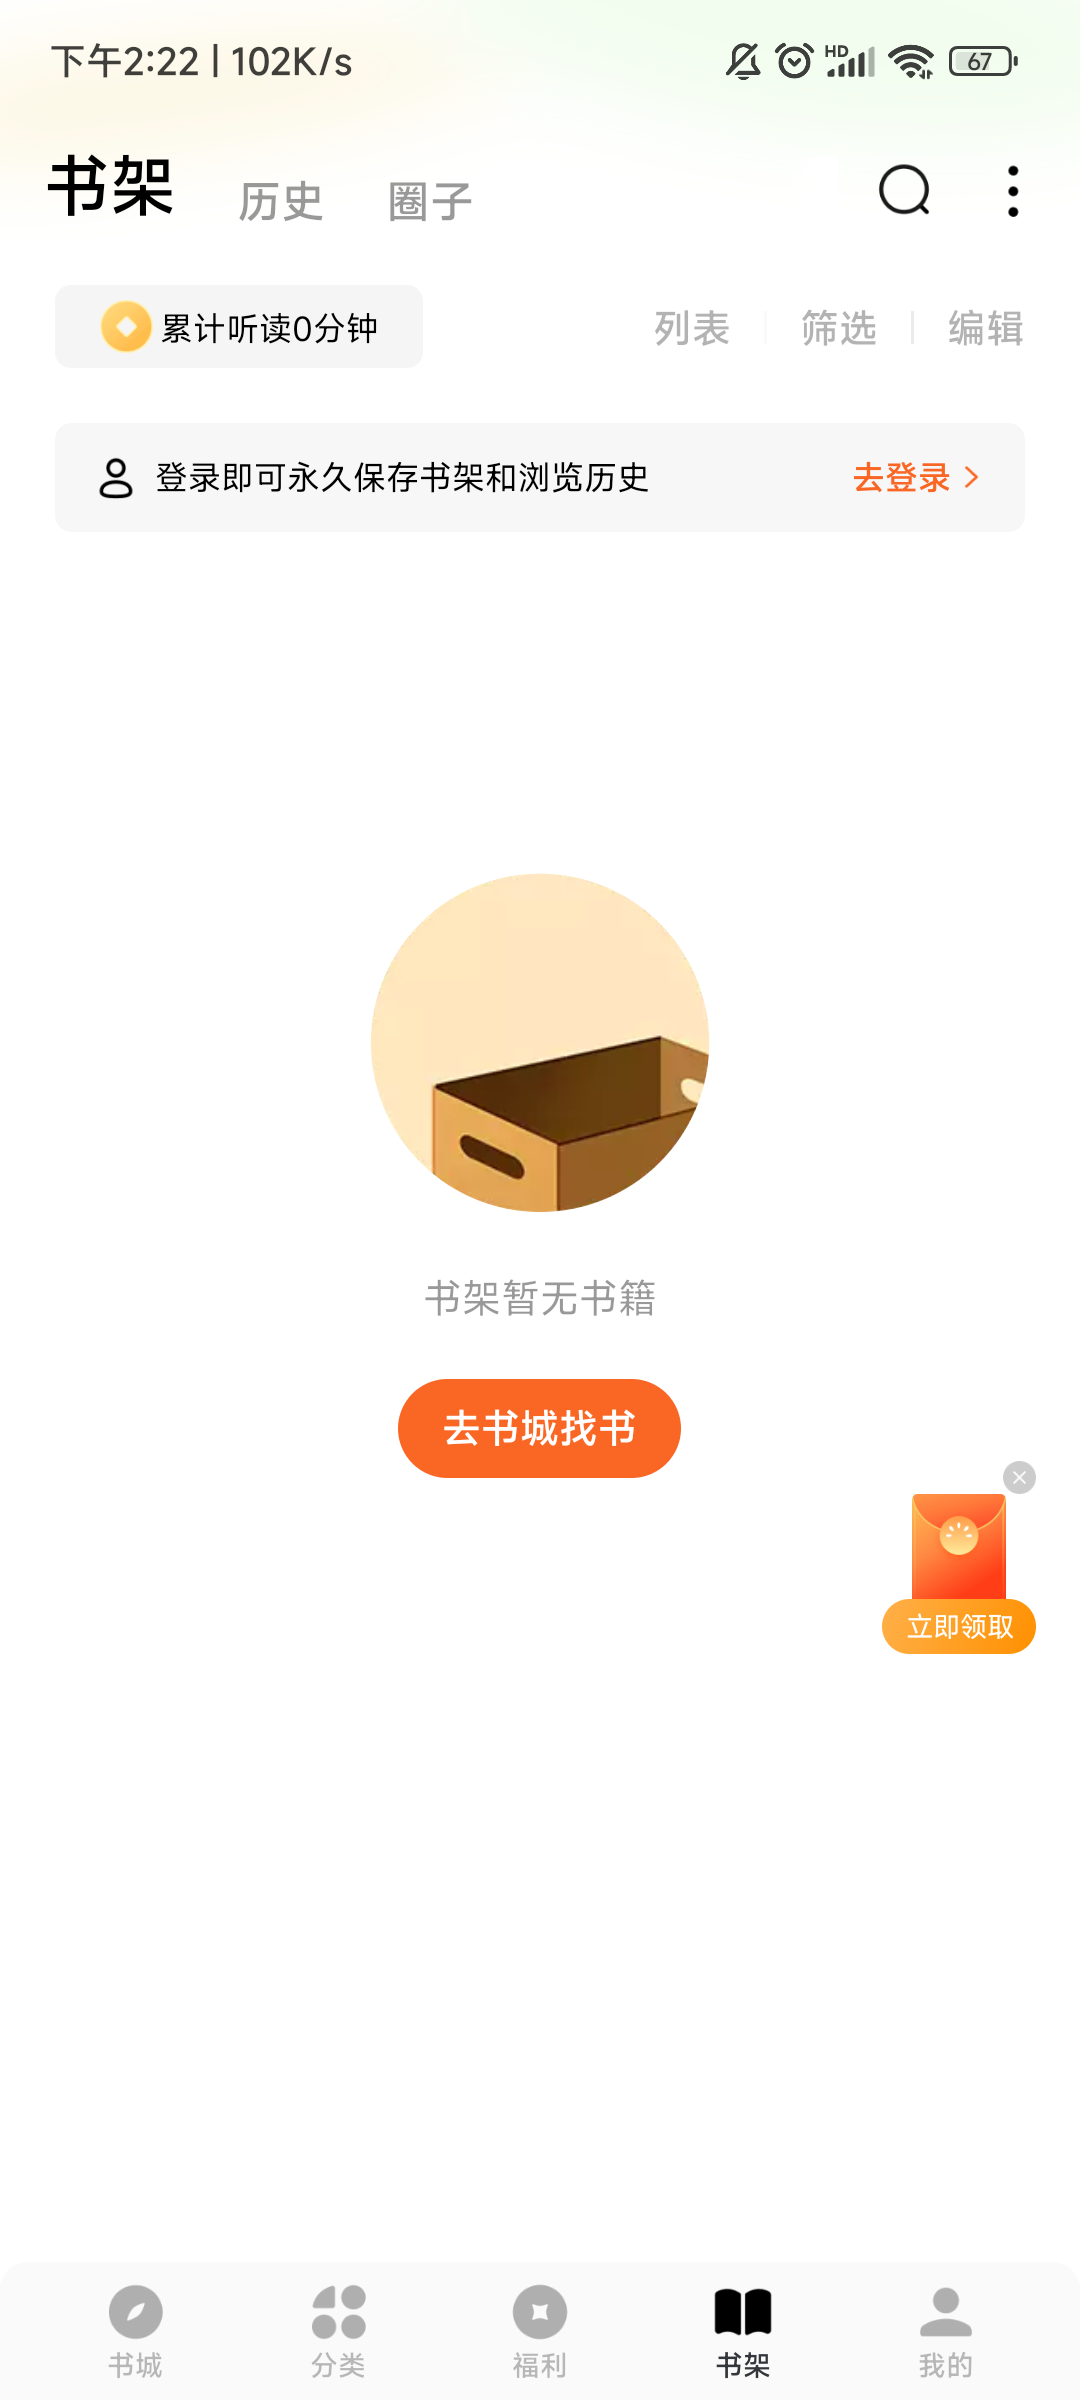 下午2:22 | 102K/s
HD
67
书架
历史
圈子
累计听读0分钟
列表
筛选
编辑
登录即可永久保存书架和浏览历史
去登录
书架暂无书籍
去书城找书
立即领取
书城
分类
福利
书架
我的